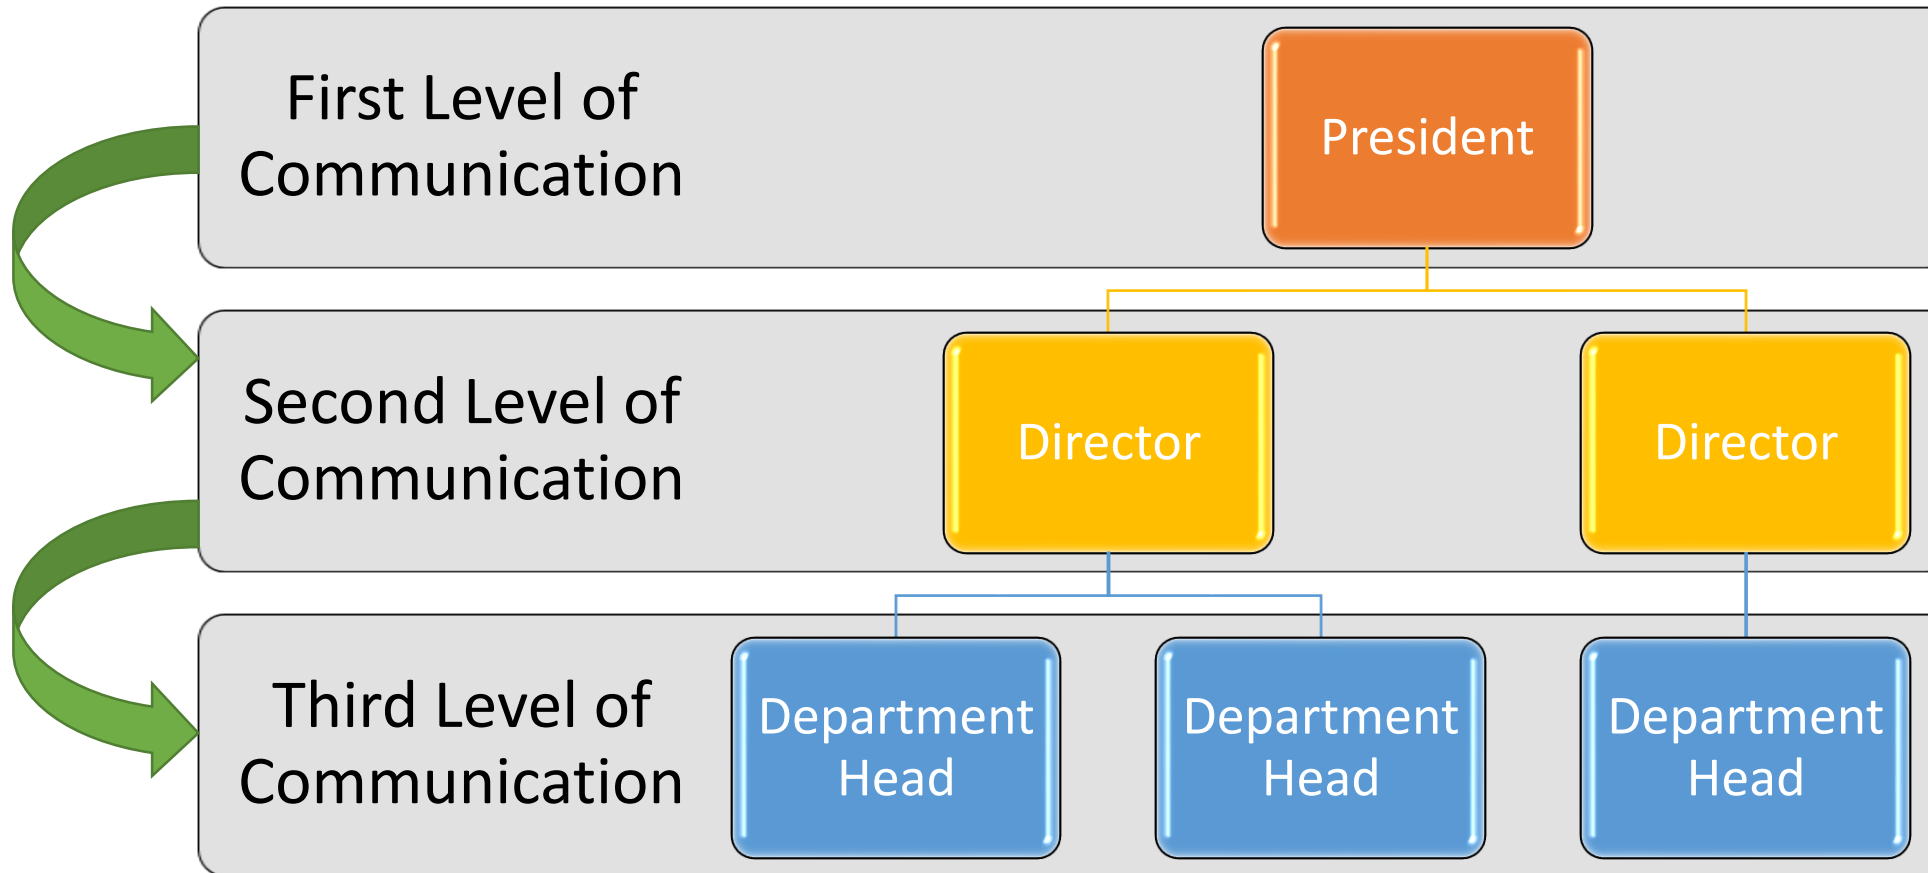 First Level of
Communication
President
Second Level of
Communication
Director
Director
Third Level of
Communication
Department
Head
Department
Head
Department
Head